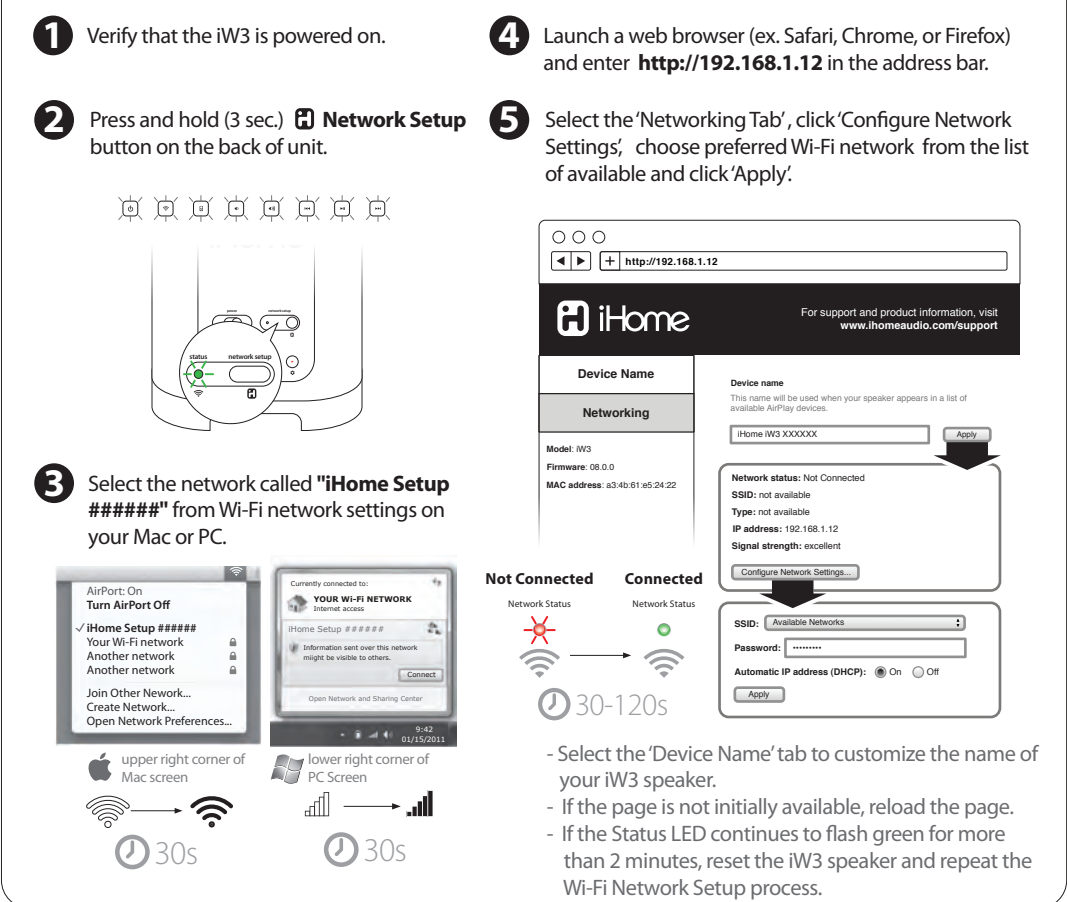 1 Verify that the iW3 is powered on.
2 Press and hold (3 sec.) Network Setup
button on the back of unit.
power
network setup
status network setup
3 Select the network called "iHome Setup
######" from Wi-Fi network settings on
your Mac or PC.
AirPort: On
Turn AirPort Off
✓ iHome Setup ######
Your Wi-Fi network
Another network
Another network
Join Other Nework...
Create Network...
Open Network Preferences...
upper right corner of
Mac screen
30s
Currently connected to:
YOUR Wi-Fi NETWORK
Internet access
iHome Setup ######
Information sent over this network
miight be visible to others.
Connect
Open Network and Sharing Center
9:42
01/15/2011
lower right corner of
PC Screen
30s
4 Launch a web browser (ex. Safari, Chrome, or Firefox)
and enter http://192.168.1.12 in the address bar.
5 Select the 'Networking Tab', click 'Configure Network
Settings', choose preferred Wi-Fi network from the list
of available and click 'Apply'.
http://192.168.1.12
iHome
For support and product information, visit
www.ihomeaudio.com/support
Device Name
Networking
Model: iW3
Firmware: 08.0.0
MAC address: a3:4b:61:e5:24:22
Device name
This name will be used when your speaker appears in a list of
available AirPlay devices.
iHome iW3 XXXXXX
Apply
Network status: Not Connected
SSID: not available
Type: not available
IP address: 192.168.1.12
Signal strength: excellent
Configure Network Settings...
SSID: Available Networks
Password: •••••••••
Automatic IP address (DHCP): On Off
Apply
Not Connected Connected
Network Status Network Status
30-120s
- Select the 'Device Name' tab to customize the name of
your iW3 speaker.
- If the page is not initially available, reload the page.
- If the Status LED continues to flash green for more
than 2 minutes, reset the iW3 speaker and repeat the
Wi-Fi Network Setup process.